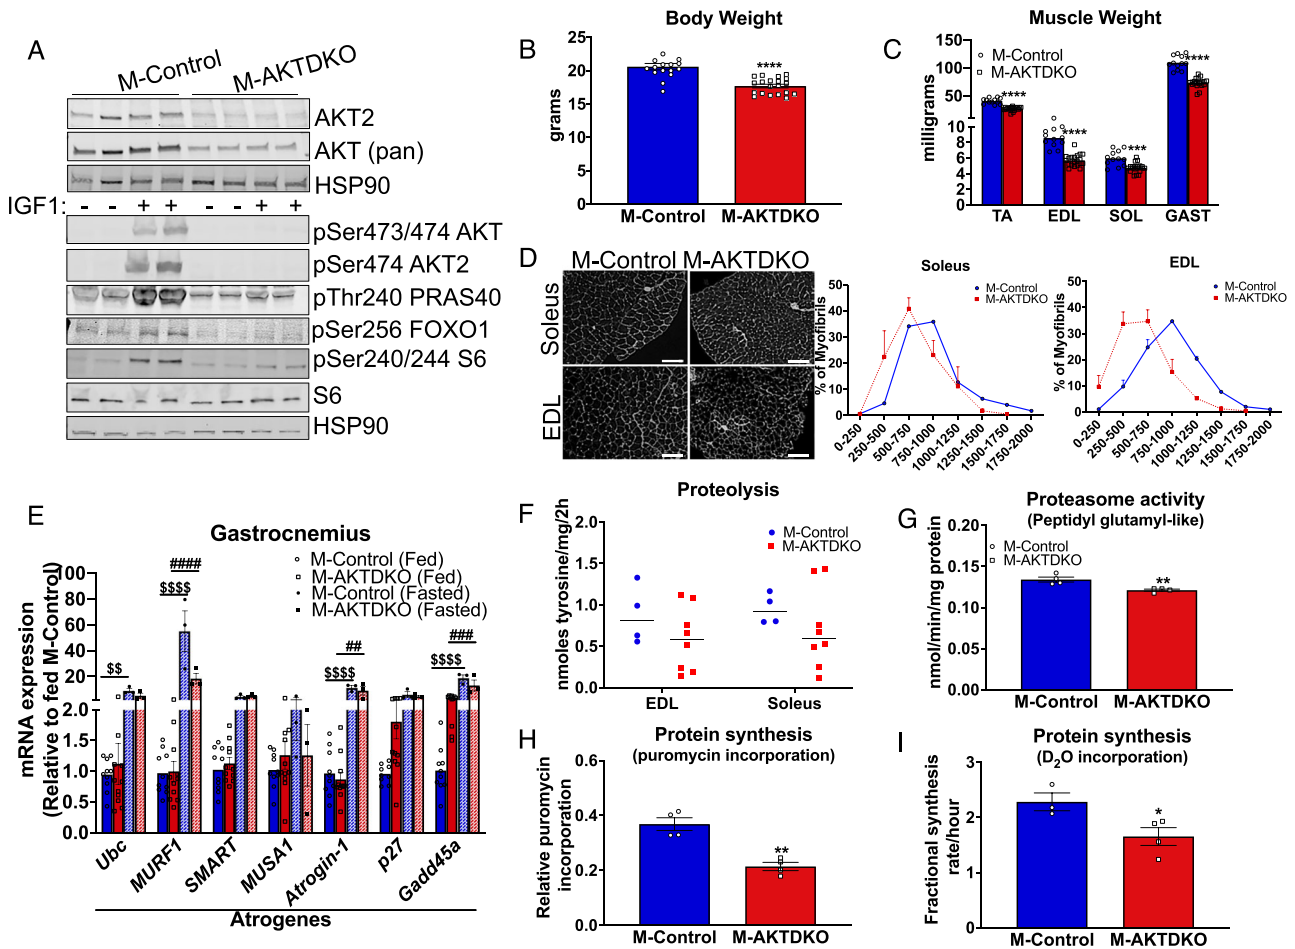 A
M-Control
M-AKTDKO
AKT2
AKT (pan)
HSP90
IGF1: - - + + - - + +
pSer473/474 AKT
pSer474 AKT2
pThr240 PRAS40
pSer256 FOXO1
pSer240/244 S6
S6
HSP90
B
Body Weight
grams
25
20
15
10
5
0
****
M-Control
M-AKTDKO
C
Muscle Weight
M-Control
M-AKTDKO
milligrams
150
100
50
10
8
6
4
2
0
****
****
***
****
TA
EDL
SOL
GAST
D
M-Control M-AKTDKO
Soleus
EDL
Soleus
M-Control
M-AKTDKO
% of Myofibrils
50
40
30
20
10
0
0-250
250-500
500-750
750-1000
1000-1250
1250-1500
1500-1750
1750-2000
EDL
M-Control
M-AKTDKO
% of Myofibrils
50
40
30
20
10
0
0-250
250-500
500-750
750-1000
1000-1250
1250-1500
1500-1750
1750-2000
E
Gastrocnemius
M-Control (Fed)
M-AKTDKO (Fed)
M-Control (Fasted)
M-AKTDKO (Fasted)
mRNA expression
(Relative to fed M-Control)
100
80
60
40
20
2.0
1.5
1.0
0.5
0.0
$$
$$$$
####
$$$$
##
$$$$
###
Ubc
MURF1
SMART
MUSA1
Atrogin-1
p27
Gadd45a
Atrogenes
F
Proteolysis
M-Control
M-AKTDKO
nmoles tyrosine/mg/2h
2.0
1.5
1.0
0.5
0.0
EDL
Soleus
G
Proteasome activity
(Peptidyl glutamyl-like)
M-Control
M-AKTDKO
nmol/min/mg protein
0.20
0.15
0.10
0.05
0.00
**
M-Control
M-AKTDKO
H
Protein synthesis
(puromycin incorporation)
Relative puromycin
incorporation
0.6
0.4
0.2
0.0
**
M-Control
M-AKTDKO
I
Protein synthesis
(D₂O incorporation)
Fractional synthesis
rate/hour
3
2
1
0
*
M-Control
M-AKTDKO